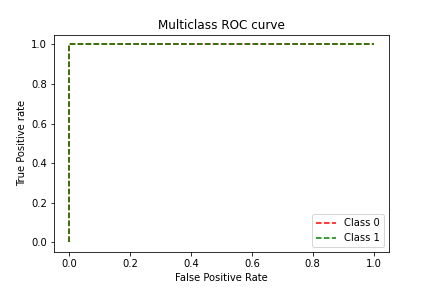 Multiclass ROC curve
True Positive rate
1.0
0.8
0.6
0.4
0.2
0.0
Class 0
Class 1
0.0 0.2 0.4 0.6 0.8 1.0
False Positive Rate